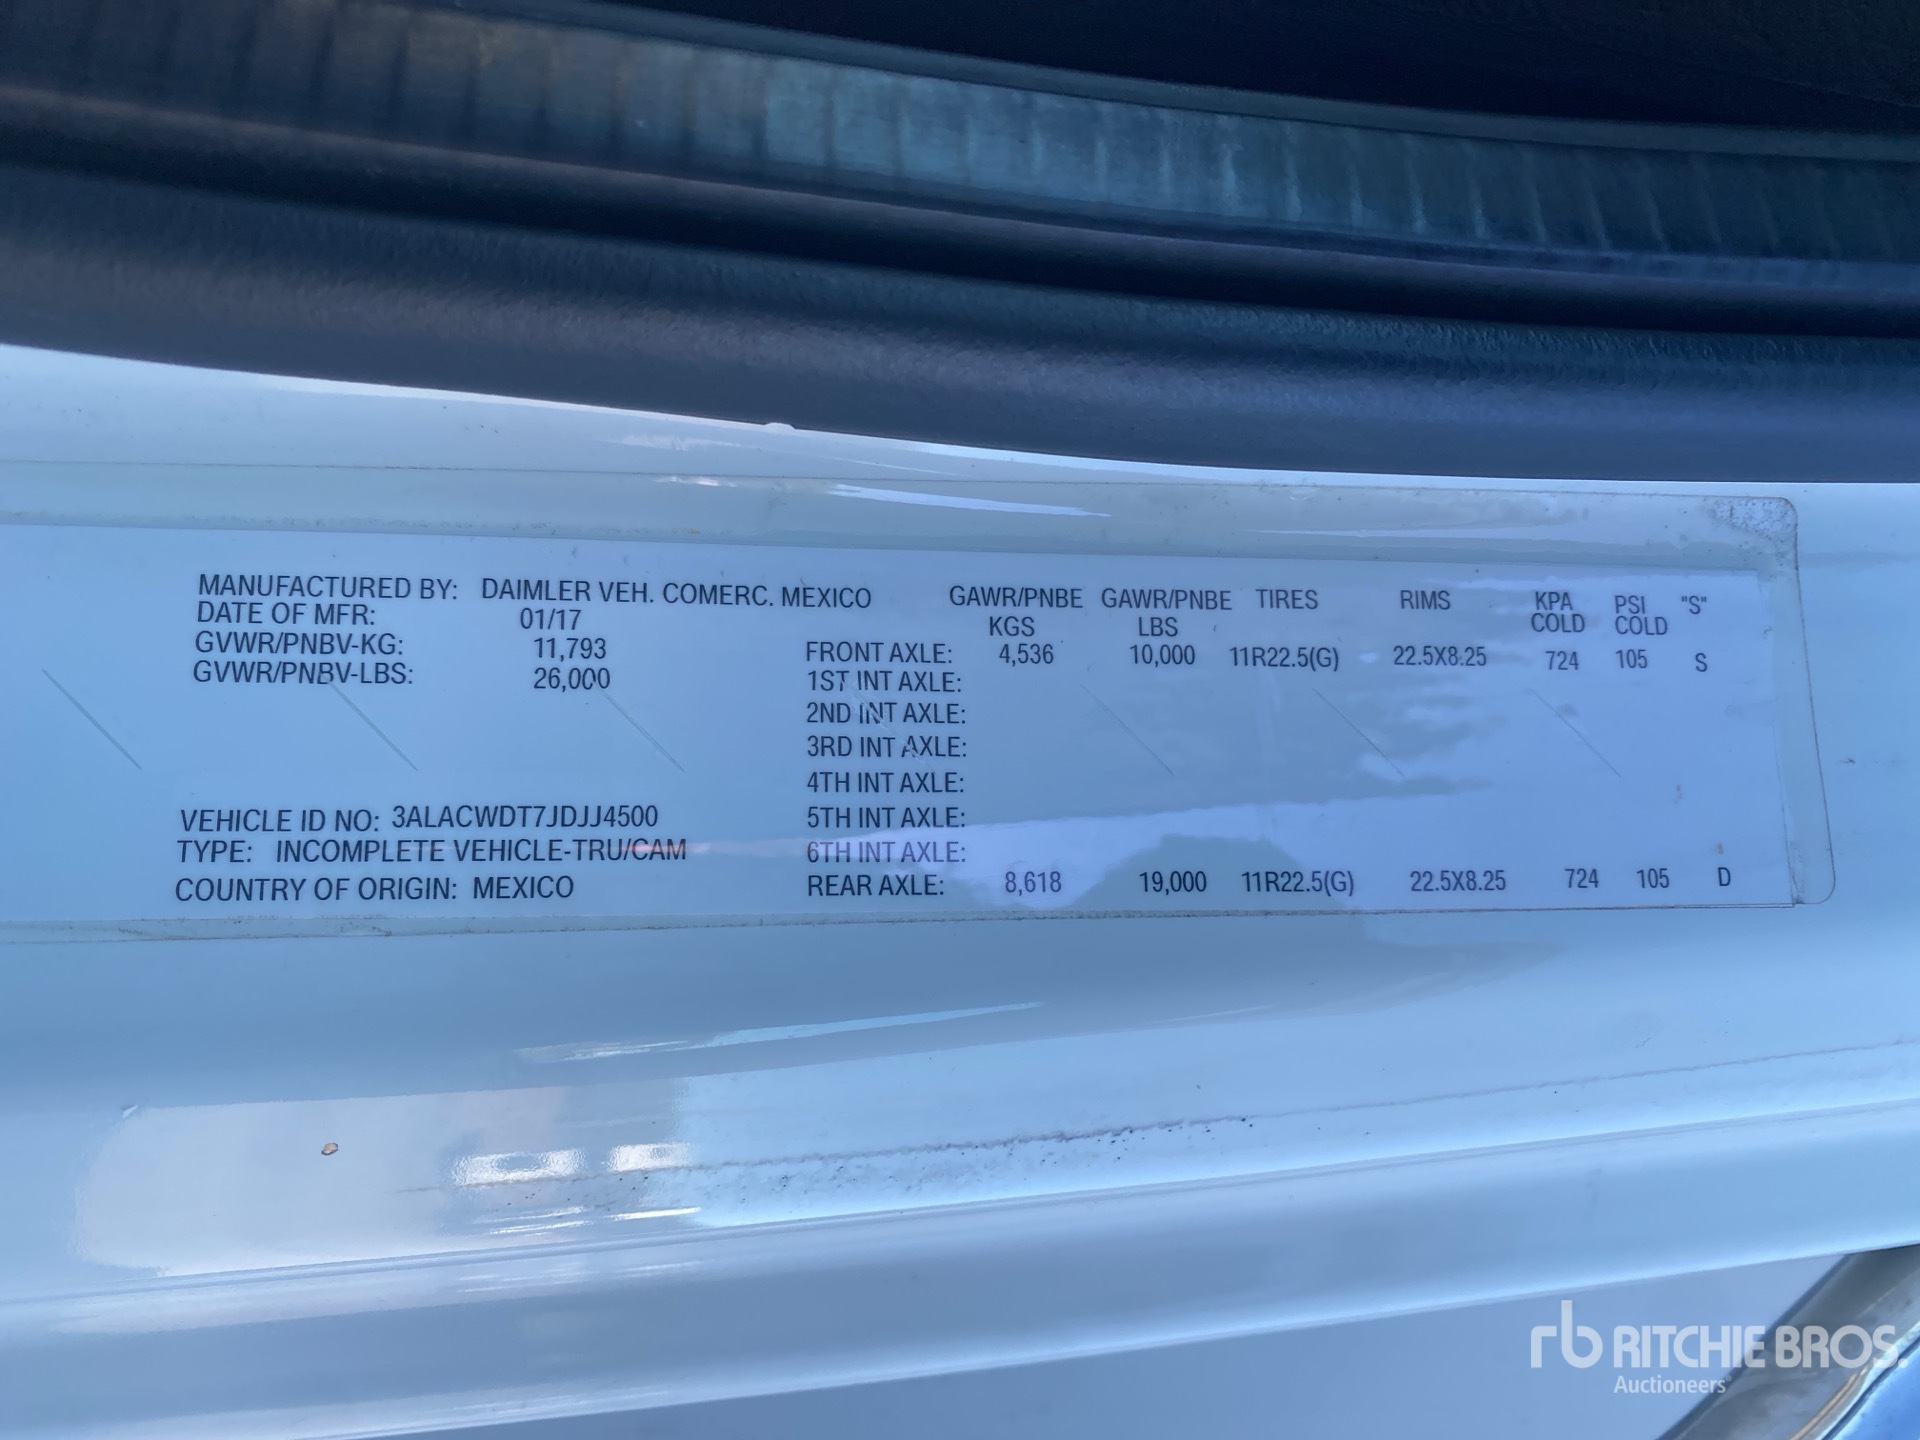 MANUFACTURED BY: DAIMLER VEH. COMERC. MEXICO
DATE OF MFR: 01/17
GVWR/PNBV-KG: 11,793
GVWR/PNBV-LBS: 26,000
VEHICLE ID NO: 3ALACWDT7JDJJ4500
TYPE: INCOMPLETE VEHICLE-TRU/CAM
COUNTRY OF ORIGIN: MEXICO
GAWR/PNBE GAWR/PNBE TIRES RIMS KPA PSI "S"
KGS LBS COLD COLD
FRONT AXLE: 4,536 10,000 11R22.5(G) 22.5X8.25 724 105 S
1ST INT AXLE:
2ND INT AXLE:
3RD INT AXLE:
4TH INT AXLE:
5TH INT AXLE:
6TH INT AXLE:
REAR AXLE: 8,618 19,000 11R22.5(G) 22.5X8.25 724 105 D
rb RITCHIE BROS.
Auctioneers